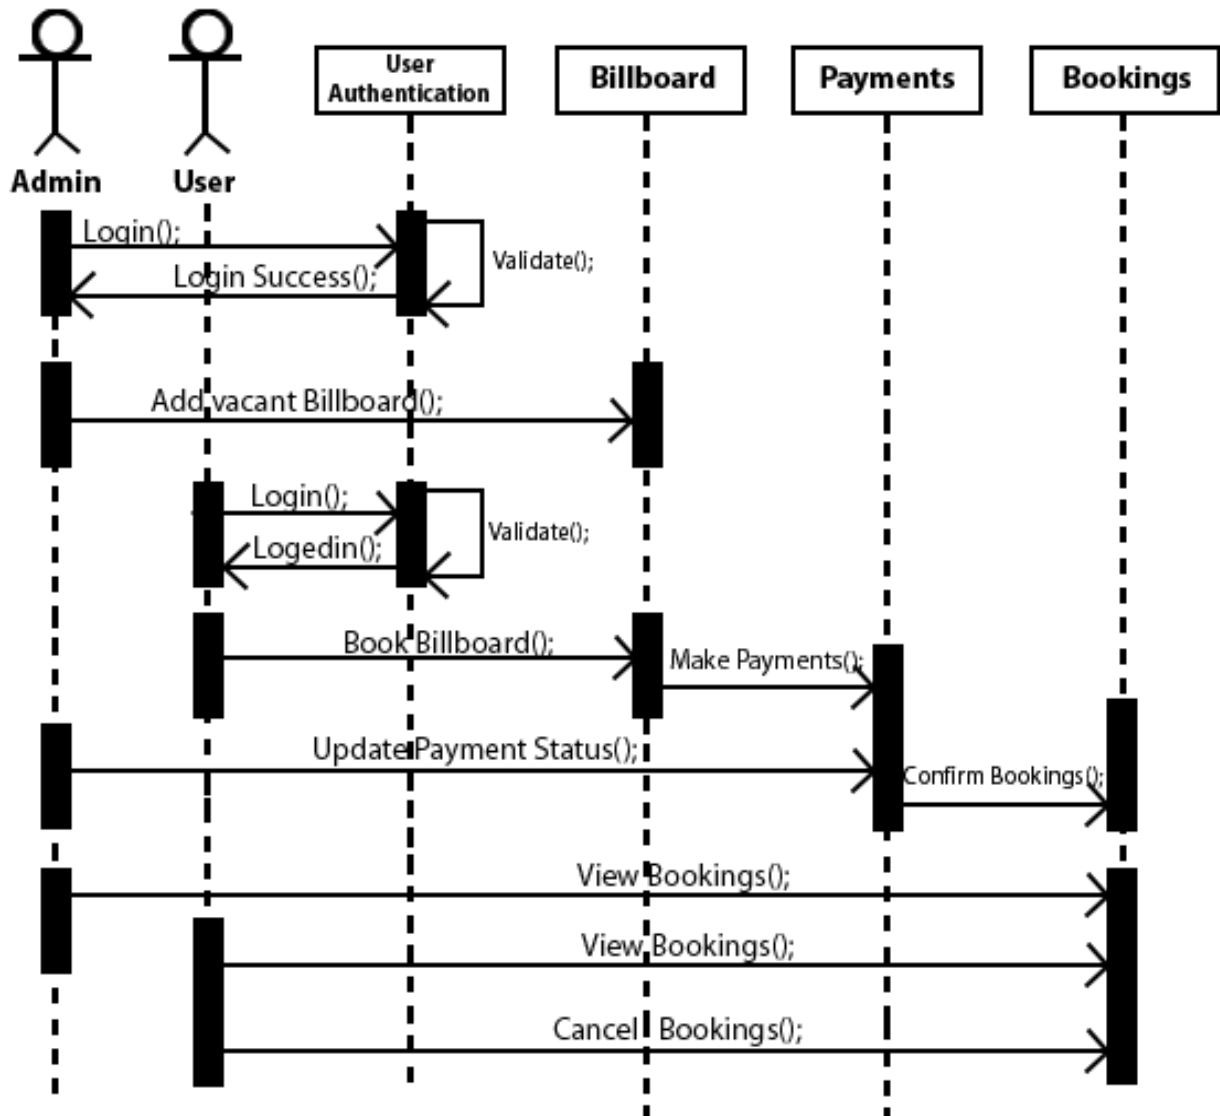 User
Authentication
Billboard
Payments
Bookings
Admin
User
Login();
Validate();
Login Success();
Add vacant Billboard();
Login();
Validate();
Logedin();
Book Billboard();
Make Payments();
Update Payment Status();
Confirm Bookings();
View Bookings();
View Bookings();
Cancel Bookings();